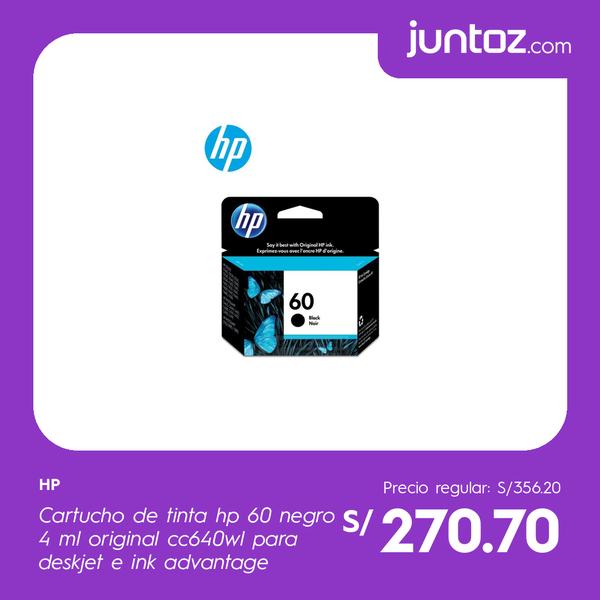 juntoz.com
hp
hp
Say it best with Original HP ink.
Exprimez-vous avec l'encre HP d'origine.
60
Black
Noir
HP
Precio regular: S/356.20
Cartucho de tinta hp 60 negro
4 ml original cc640wl para
deskjet e ink advantage
S/ 270.70